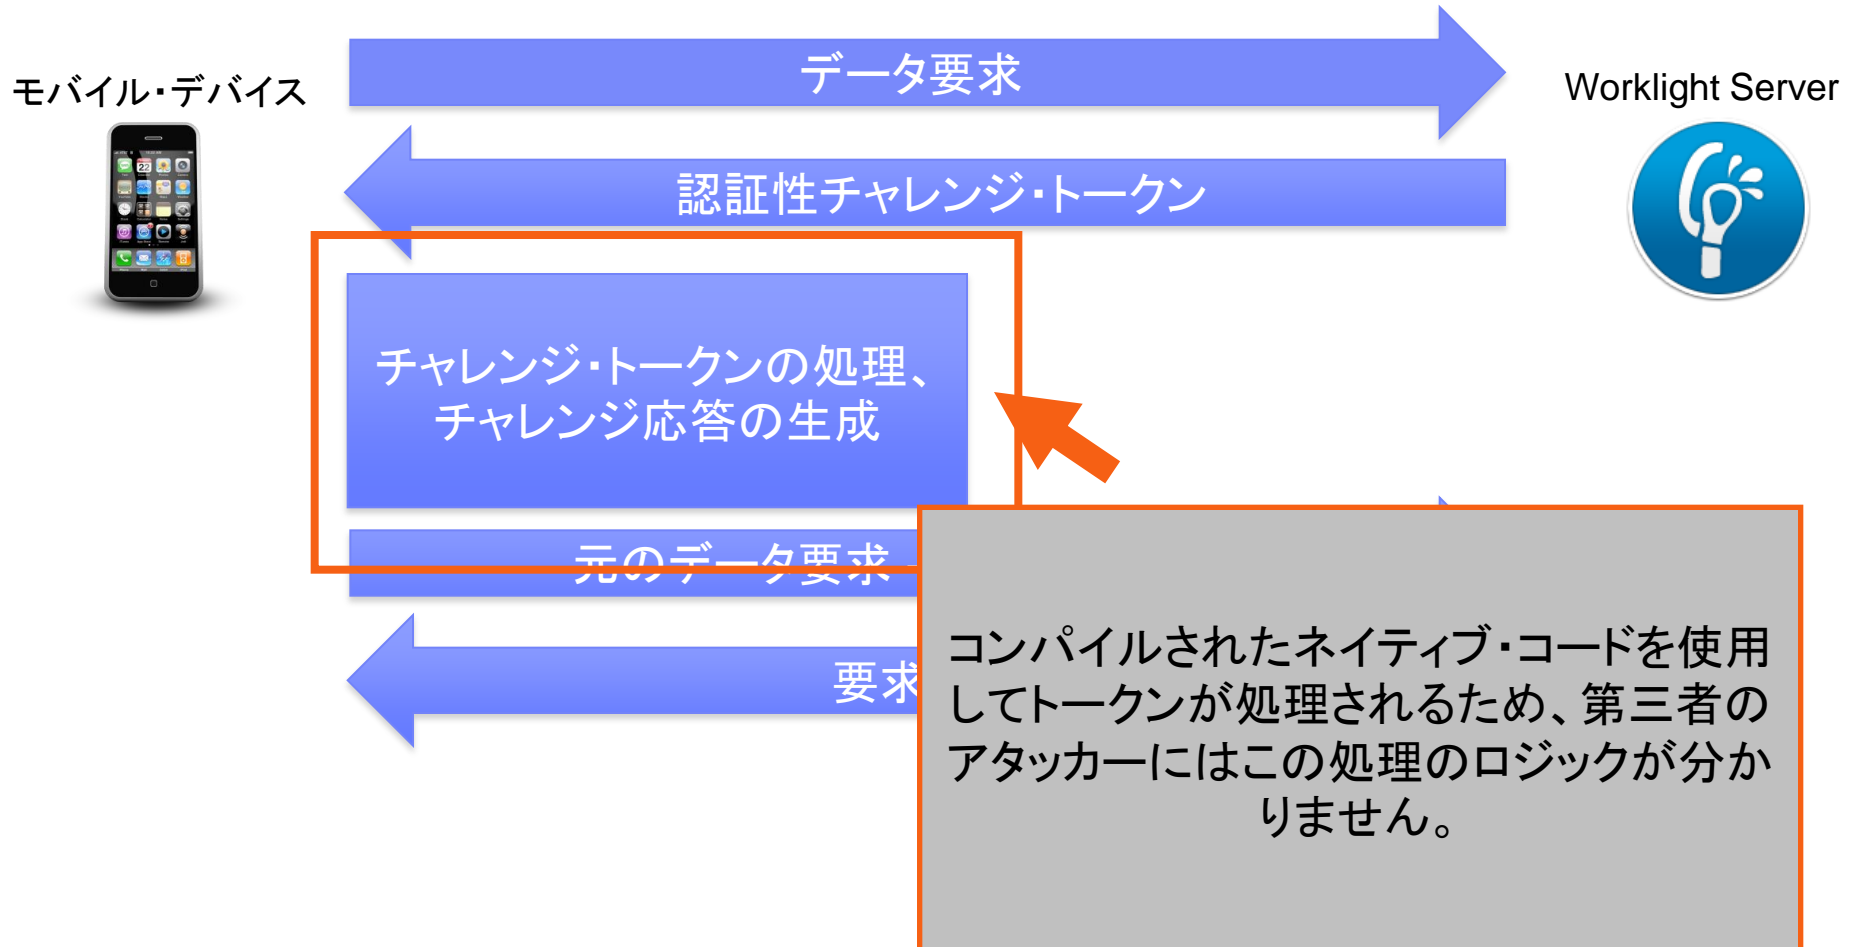 データ要求
モバイル・デバイス
Worklight Server
認証性チャレンジ・トークン
チャレンジ・トークンの処理、
チャレンジ応答の生成
元のデータ要求
要求
コンパイルされたネイティブ・コードを使用
してトークンが処理されるため、第三者の
アタッカーにはこの処理のロジックが分か
りません。